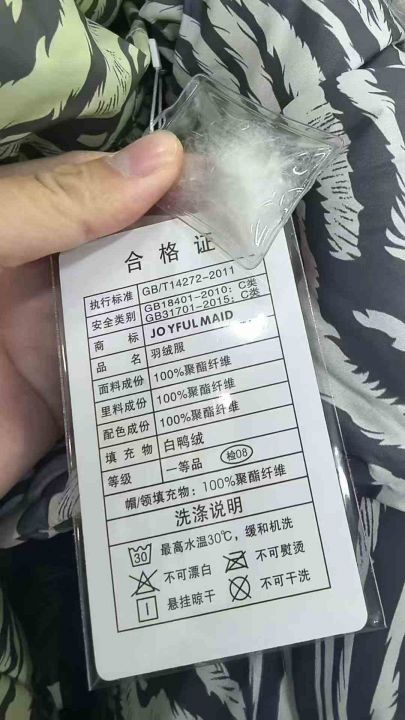 合格证
执行标准 GB/T14272-2011
安全类别 GB18401-2010: C类
GB31701-2015: C类
商标 JOYFUL MAID
品名 羽绒服
面料成份 100%聚酯纤维
里料成份 100%聚酯纤维
配色成份 100%聚酯纤维
填充物 白鸭绒
等级 一等品 检08
帽/领填充物: 100%聚酯纤维
洗涤说明
30 最高水温30℃, 缓和机洗
不可漂白 不可熨烫
悬挂晾干 不可干洗